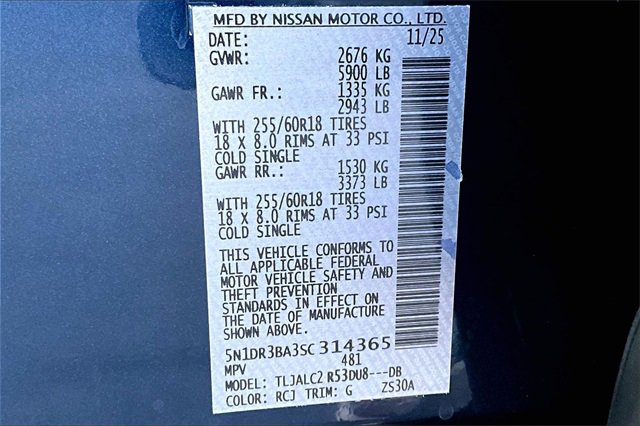 MFD BY NISSAN MOTOR CO., LTD.
DATE: 11/25
GVWR: 2676 KG
5900 LB
GAWR FR.: 1335 KG
2943 LB
WITH 255/60R18 TIRES
18 X 8.0 RIMS AT 33 PSI
COLD SINGLE
GAWR RR.: 1530 KG
3373 LB
WITH 255/60R18 TIRES
18 X 8.0 RIMS AT 33 PSI
COLD SINGLE
THIS VEHICLE CONFORMS TO
ALL APPLICABLE FEDERAL
MOTOR VEHICLE SAFETY AND
THEFT PREVENTION
STANDARDS IN EFFECT ON
THE DATE OF MANUFACTURE
SHOWN ABOVE.
5N1DR3BA3SC314365
MPV 481
MODEL: TLJALC2 R53DU8---DB
COLOR: RCJ TRIM: G ZS30A